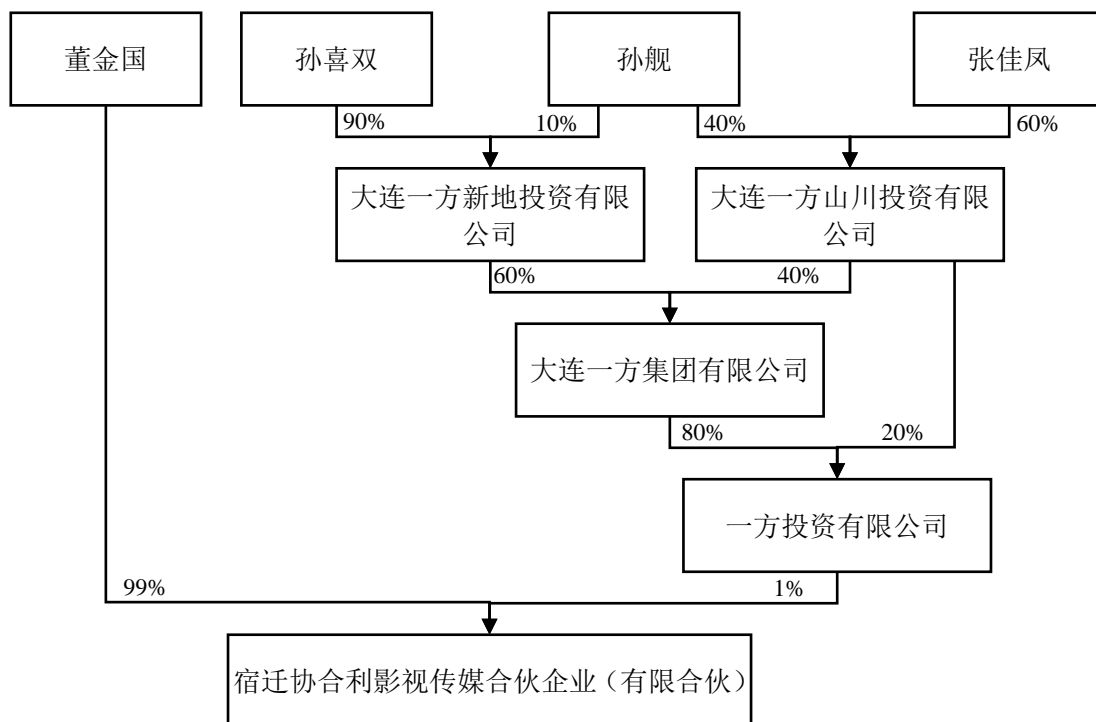 董金国
孙喜双
孙舰
张佳凤
90%
10%
40%
60%
大连一方新地投资有限
公司
大连一方山川投资有限
公司
60%
40%
大连一方集团有限公司
80%
20%
一方投资有限公司
99%
1%
宿迁协合利影视传媒合伙企业（有限合伙）